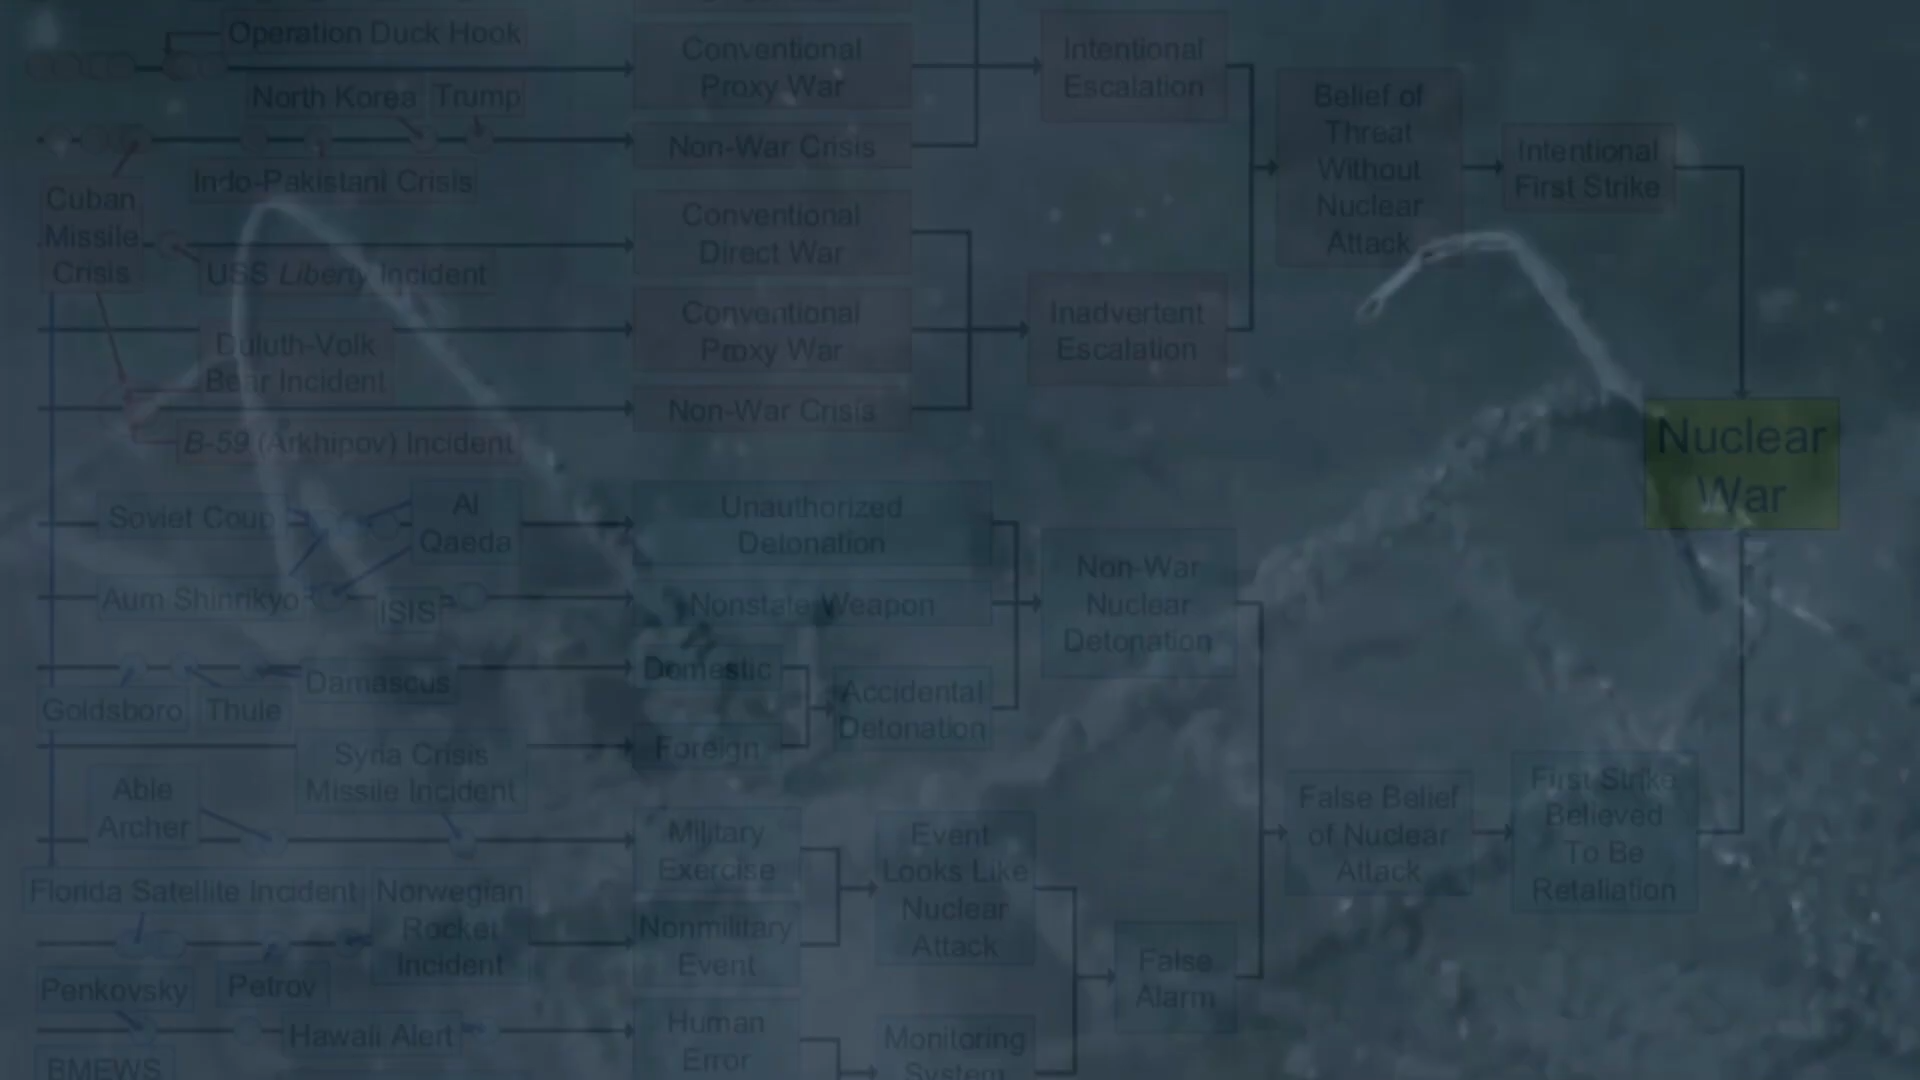 Operation Duck Hook
North Korea
Trump
Indo-Pakistani Crisis
Cuban
Missile
Crisis
USS Liberty Incident
Duluth-Volk
Bear Incident
B-59 (Arkhipov) Incident
Conventional
Proxy War
Non-War Crisis
Conventional
Direct War
Conventional
Proxy War
Non-War Crisis
Intentional
Escalation
Inadvertent
Escalation
Belief of
Threat
Without
Nuclear
Attack
Intentional
First Strike
Nuclear
War
Soviet Coup
Al
Qaeda
Aum Shinrikyo
ISIS
Goldsboro
Thule
Damascus
Unauthorized
Detonation
Nonstate Weapon
Domestic
Foreign
Accidental
Detonation
Non-War
Nuclear
Detonation
Syria Crisis
Missile Incident
Able
Archer
Florida Satellite Incident
Norwegian
Rocket
Incident
Penkovsky
Petrov
Hawaii Alert
BMEWS
Military
Exercise
Nonmilitary
Event
Human
Error
Event
Looks Like
Nuclear
Attack
Monitoring
System
False
Alarm
False Belief
of Nuclear
Attack
First Strike
Believed
To Be
Retaliation